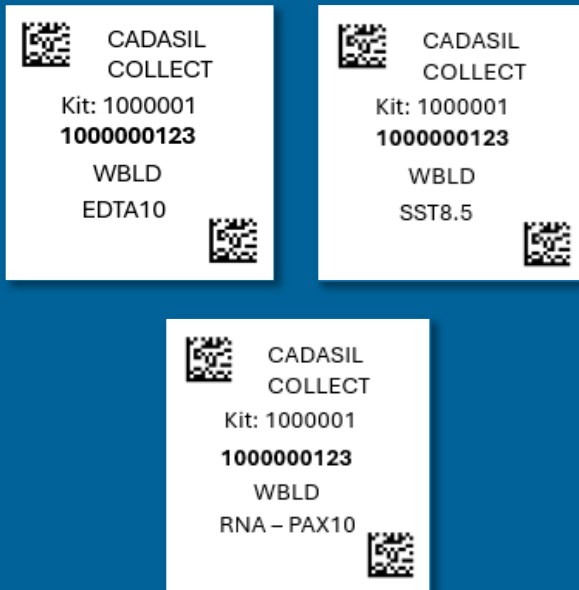 CADASIL
COLLECT
Kit: 1000001
1000000123
WBLD
EDTA10
CADASIL
COLLECT
Kit: 1000001
1000000123
WBLD
SST8.5
CADASIL
COLLECT
Kit: 1000001
1000000123
WBLD
RNA – PAX10